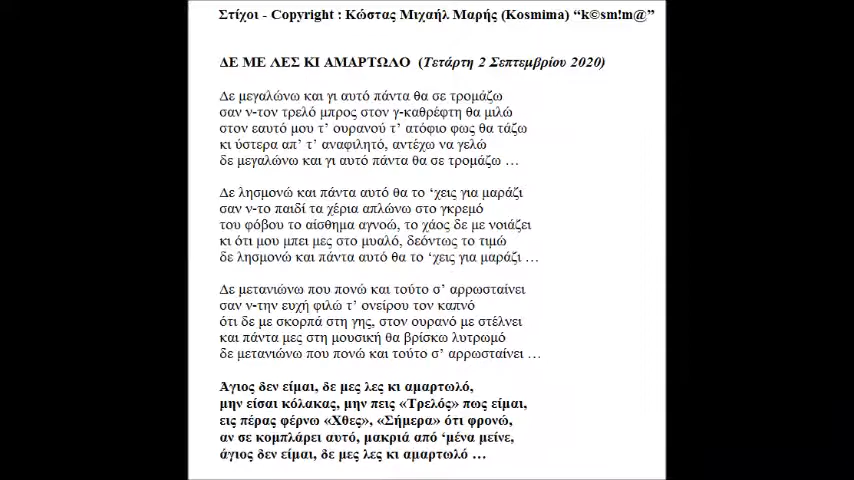 Στίχοι - Copyright : Κώστας Μιχαήλ Μαρής (Kosmima) “k©sm!m@”
ΔΕ ΜΕ ΛΕΣ ΚΙ ΑΜΑΡΤΩΛΟ (Τετάρτη 2 Σεπτεμβρίου 2020)
Δε μεγαλώνω και γι αυτό πάντα θα σε τρομάζω
σαν ν-τον τρελό μπρος στον γ-καθρέφτη θα μιλώ
στον εαυτό μου τ’ ουρανού τ’ ατόφιο φως θα τάζω
κι ύστερα απ’ τ’ αναφιλητό, αντέχω να γελώ
δε μεγαλώνω και γι αυτό πάντα θα σε τρομάζω …
Δε λησμονώ και πάντα αυτό θα το ‘χεις για μαράζι
σαν ν-το παιδί τα χέρια απλώνω στο γκρεμό
του φόβου το αίσθημα αγνοώ, το χάος δε με νοιάζει
κι ότι μου μπει μες στο μυαλό, δεόντως το τιμώ
δε λησμονώ και πάντα αυτό θα το ‘χεις για μαράζι …
Δε μετανιώνω που πονώ και τούτο σ’ αρρωσταίνει
σαν ν-την ευχή φιλώ τ’ ονείρου τον καπνό
ότι δε με σκορπά στη γης, στον ουρανό με στέλνει
και πάντα μες στη μουσική θα βρίσκω λυτρωμό
δε μετανιώνω που πονώ και τούτο σ’ αρρωσταίνει …
Άγιος δεν είμαι, δε μες λες κι αμαρτωλό,
μην είσαι κόλακας, μην πεις «Τρελός» πως είμαι,
εις πέρας φέρνω «Χθες», «Σήμερα» ότι φρονώ,
αν σε κομπλάρει αυτό, μακριά από ‘μένα μείνε,
άγιος δεν είμαι, δε μες λες κι αμαρτωλό …